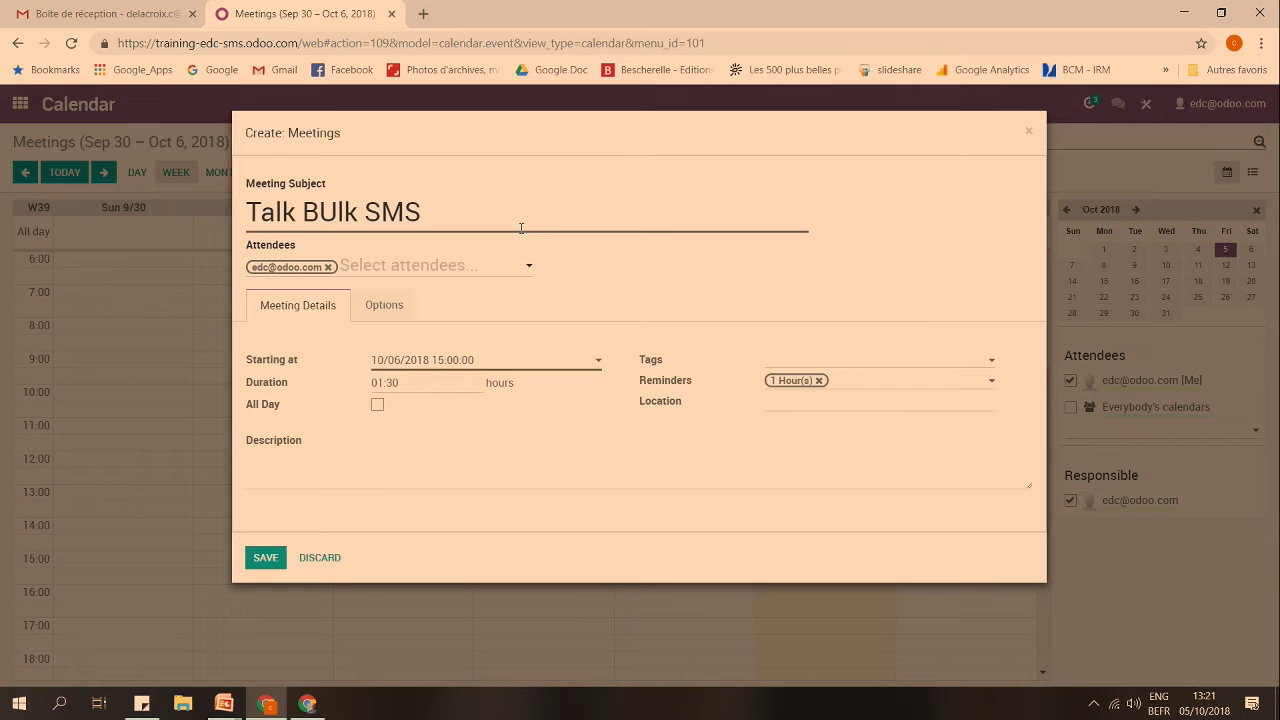 Boîte de réception - delacroix.c@ × Meetings (Sep 30 – Oct 6, 2018) × +
https://training-edc-sms.odoo.com/web#action=109&model=calendar.event&view_type=calendar&menu_id=101
Bookmarks Google_Apps Google Gmail Facebook Photos d'archives, Google Doc Bescherelle - Editions Les 500 plus belles slideshare Google Analytics BCM - IRM » Autres favoris
Calendar 3 edc@odoo.com
Meetings (Sep 30 – Oct 6, 2018)
TODAY DAY WEEK MONT
W39 Sun 9/30
All day
6:00
7:00
8:00
9:00
10:00
11:00
12:00
13:00
14:00
15:00
16:00
17:00
18:00
Create: Meetings ×
Meeting Subject
Talk BUlk SMS
Attendees
edc@odoo.com × Select attendees...
Meeting Details Options
Starting at 10/06/2018 15:00:00
Duration 01:30 hours
All Day
Tags
Reminders 1 Hour(s) ×
Location
Description
SAVE DISCARD
Oct 2018 ×
Sun Mon Tue Wed Thu Fri Sat
1 2 3 4 5 6
7 8 9 10 11 12 13
14 15 16 17 18 19 20
21 22 23 24 25 26 27
28 29 30 31
Attendees
edc@odoo.com [Me]
Everybody's calendars
Responsible
edc@odoo.com
ENG 13:21
BEFR 05/10/2018